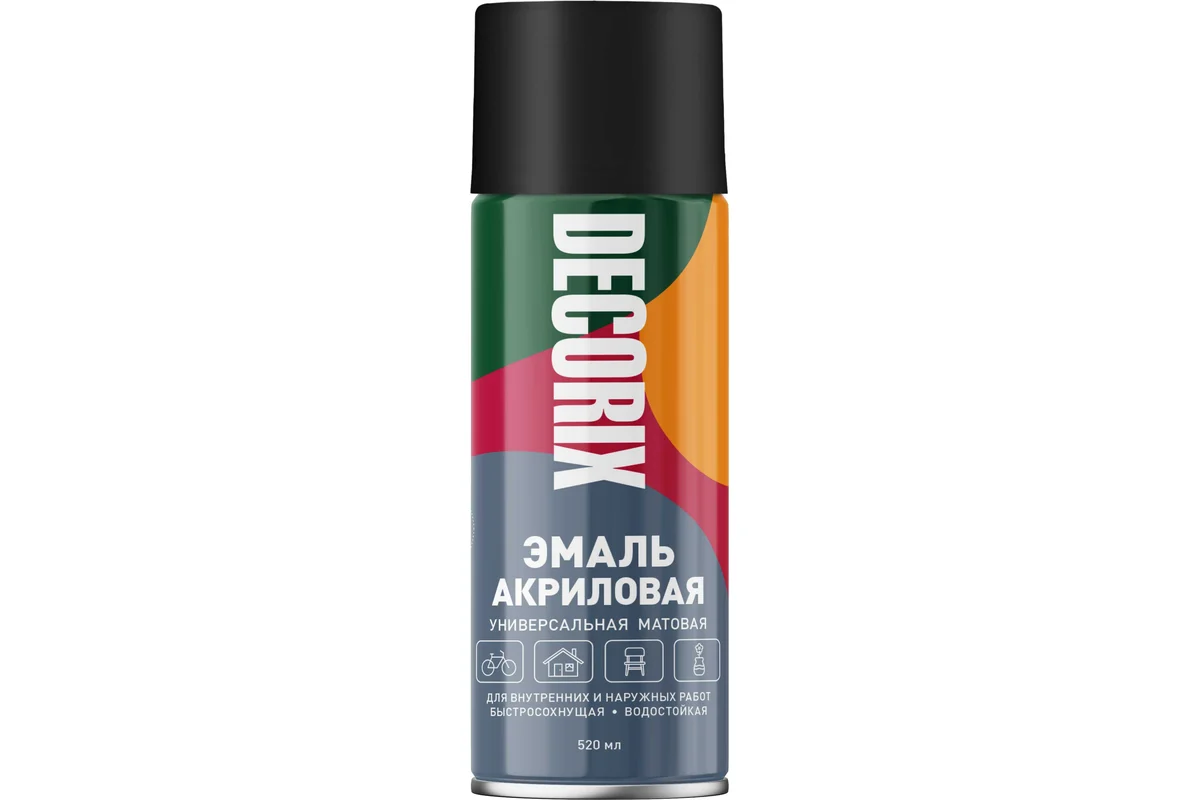 DECORIX
ЭМАЛЬ
АКРИЛОВАЯ
УНИВЕРСАЛЬНАЯ МАТОВАЯ
ДЛЯ ВНУТРЕННИХ И НАРУЖНЫХ РАБОТ
БЫСТРОСОХНУЩАЯ • ВОДОСТОЙКАЯ
520 мл